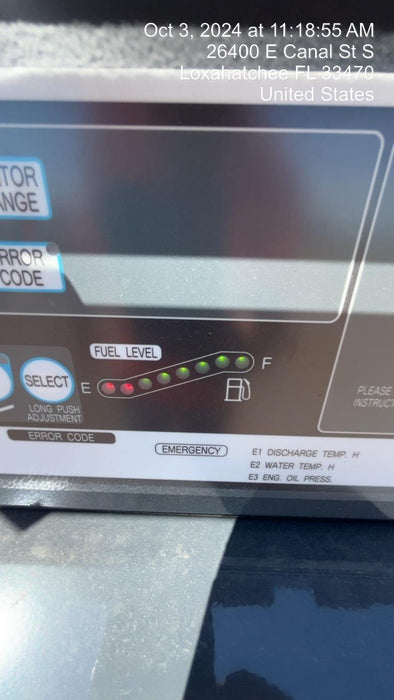 Oct 3, 2024 at 11:18:55 AM
26400 E Canal St S
Loxahatchee FL 33470
United States
FUEL LEVEL
F
SELECT
E
LONG PUSH
ADJUSTMENT
ERROR CODE
EMERGENCY
E1 DISCHARGE TEMP. H
E2 WATER TEMP. H
E3 ENG. OIL PRESS.
TOR
NGE
RROR
CODE
PLEASE
INSTRUCT